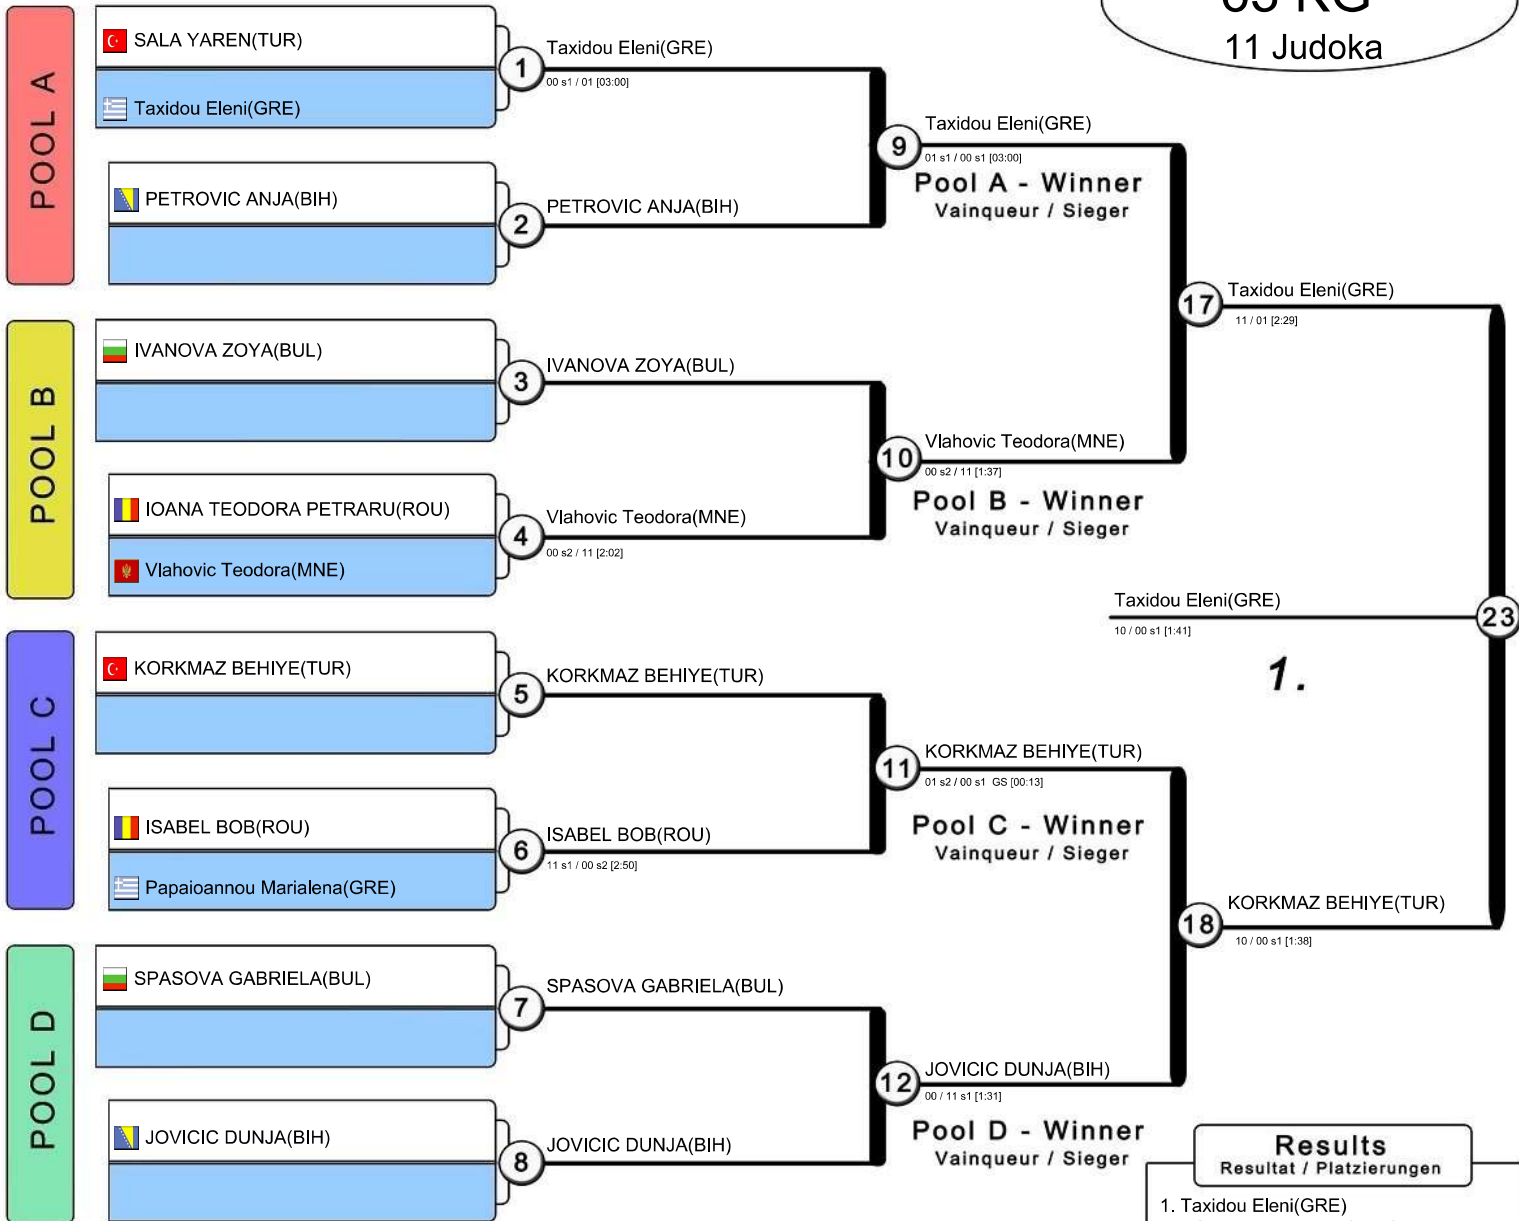 63 KG
11 Judoka
POOL A
SALA YAREN(TUR)
Taxidou Eleni(GRE)
1
Taxidou Eleni(GRE)
00 s1 / 01 [03:00]
PETROVIC ANJA(BIH)
2
PETROVIC ANJA(BIH)
9
Taxidou Eleni(GRE)
01 s1 / 00 s1 [03:00]
Pool A - Winner
Vainqueur / Sieger
POOL B
IVANOVA ZOYA(BUL)
3
IVANOVA ZOYA(BUL)
IOANA TEODORA PETRARU(ROU)
Vlahovic Teodora(MNE)
4
Vlahovic Teodora(MNE)
00 s2 / 11 [2:02]
10
Vlahovic Teodora(MNE)
00 s2 / 11 [1:37]
Pool B - Winner
Vainqueur / Sieger
17
Taxidou Eleni(GRE)
11 / 01 [2:29]
Taxidou Eleni(GRE)
10 / 00 s1 [1:41]
23
1.
POOL C
KORKMAZ BEHIYE(TUR)
5
KORKMAZ BEHIYE(TUR)
ISABEL BOB(ROU)
Papaioannou Marialena(GRE)
6
ISABEL BOB(ROU)
11 s1 / 00 s2 [2:50]
11
KORKMAZ BEHIYE(TUR)
01 s2 / 00 s1 GS [00:13]
Pool C - Winner
Vainqueur / Sieger
18
KORKMAZ BEHIYE(TUR)
10 / 00 s1 [1:38]
POOL D
SPASOVA GABRIELA(BUL)
7
SPASOVA GABRIELA(BUL)
JOVICIC DUNJA(BIH)
8
JOVICIC DUNJA(BIH)
12
JOVICIC DUNJA(BIH)
00 / 11 s1 [1:31]
Pool D - Winner
Vainqueur / Sieger
Results
Resultat / Platzierungen
1. Taxidou Eleni(GRE)